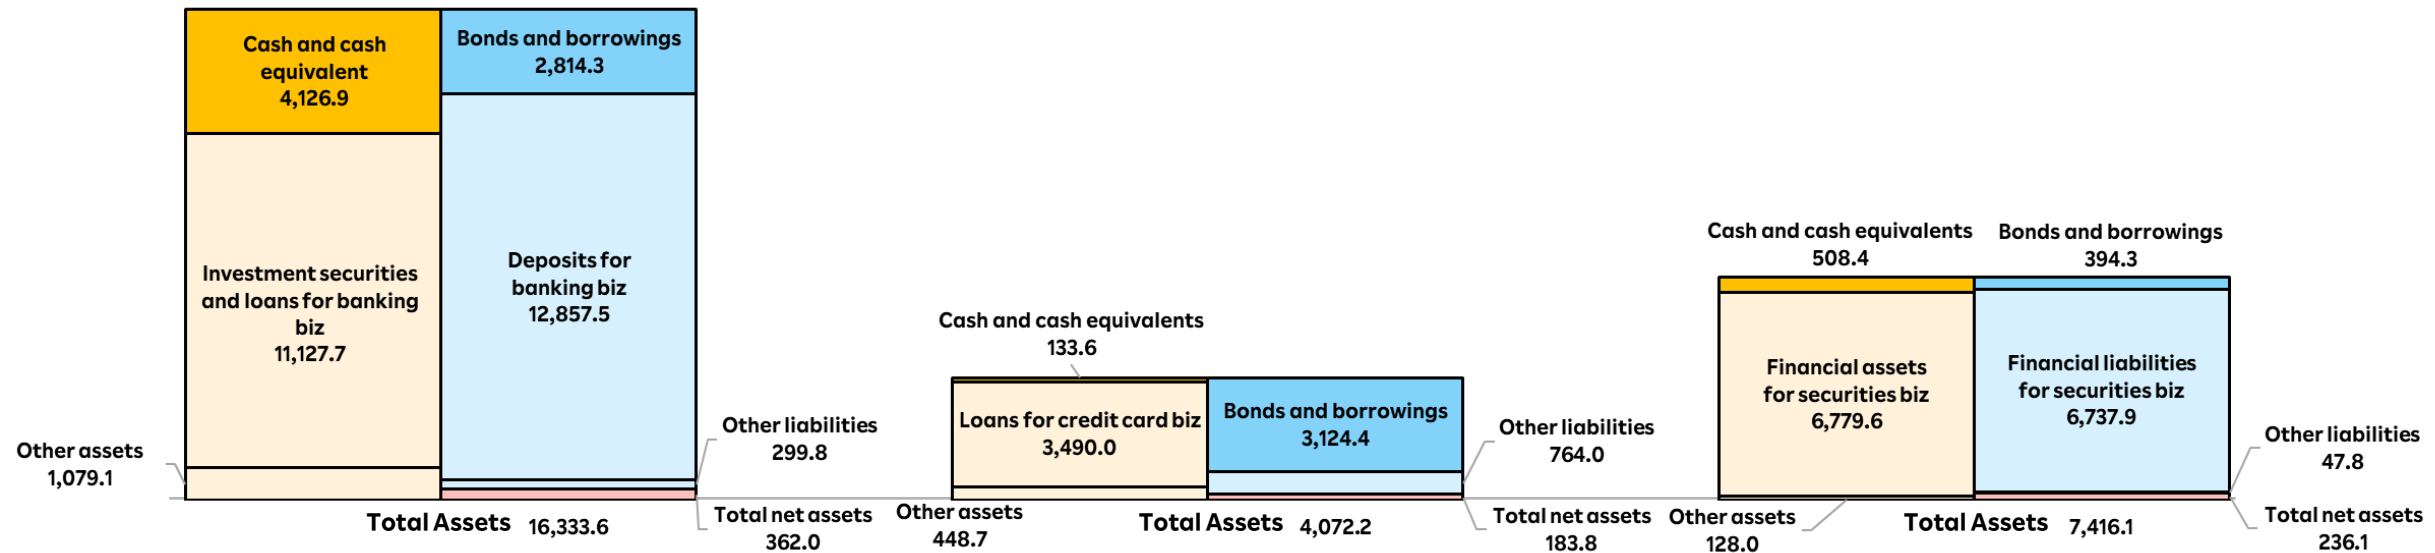 Cash and cash
equivalent
4,126.9
Bonds and borrowings
2,814.3
Investment securities
and loans for banking
biz
11,127.7
Deposits for
banking biz
12,857.5
Other assets
1,079.1
Other liabilities
299.8
Total net assets
362.0
Total Assets 16,333.6
Cash and cash equivalents
133.6
Loans for credit card biz
3,490.0
Bonds and borrowings
3,124.4
Other liabilities
764.0
Other assets
448.7
Total Assets 4,072.2
Total net assets
183.8
Cash and cash equivalents
508.4
Bonds and borrowings
394.3
Financial assets
for securities biz
6,779.6
Financial liabilities
for securities biz
6,737.9
Other liabilities
47.8
Other assets
128.0
Total Assets 7,416.1
Total net assets
236.1